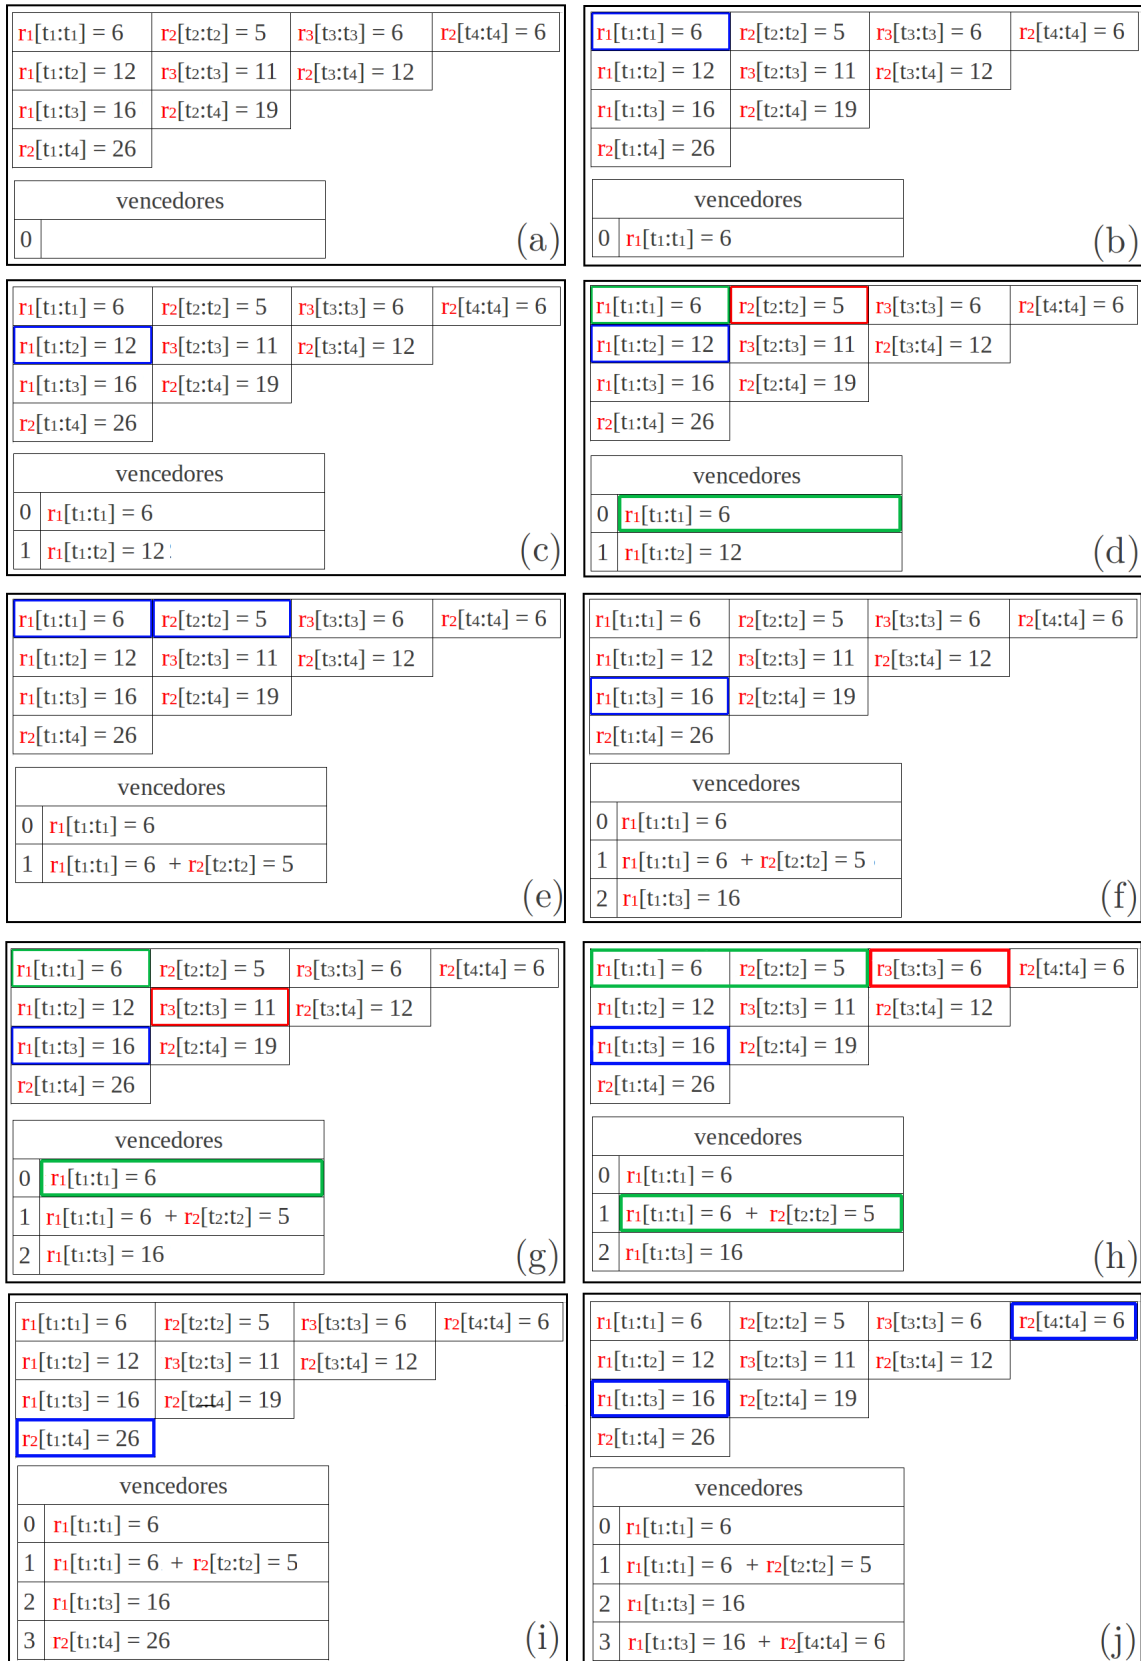 r1[t1:t1] = 6 r2[t2:t2] = 5 r3[t3:t3] = 6 r2[t4:t4] = 6
r1[t1:t2] = 12 r3[t2:t3] = 11 r2[t3:t4] = 12
r1[t1:t3] = 16 r2[t2:t4] = 19
r2[t1:t4] = 26
vencedores
0
(a)
r1[t1:t1] = 6 r2[t2:t2] = 5 r3[t3:t3] = 6 r2[t4:t4] = 6
r1[t1:t2] = 12 r3[t2:t3] = 11 r2[t3:t4] = 12
r1[t1:t3] = 16 r2[t2:t4] = 19
r2[t1:t4] = 26
vencedores
0 r1[t1:t1] = 6
(b)
r1[t1:t1] = 6 r2[t2:t2] = 5 r3[t3:t3] = 6 r2[t4:t4] = 6
r1[t1:t2] = 12 r3[t2:t3] = 11 r2[t3:t4] = 12
r1[t1:t3] = 16 r2[t2:t4] = 19
r2[t1:t4] = 26
vencedores
0 r1[t1:t1] = 6
1 r1[t1:t2] = 12
(c)
r1[t1:t1] = 6 r2[t2:t2] = 5 r3[t3:t3] = 6 r2[t4:t4] = 6
r1[t1:t2] = 12 r3[t2:t3] = 11 r2[t3:t4] = 12
r1[t1:t3] = 16 r2[t2:t4] = 19
r2[t1:t4] = 26
vencedores
0 r1[t1:t1] = 6
1 r1[t1:t2] = 12
(d)
r1[t1:t1] = 6 r2[t2:t2] = 5 r3[t3:t3] = 6 r2[t4:t4] = 6
r1[t1:t2] = 12 r3[t2:t3] = 11 r2[t3:t4] = 12
r1[t1:t3] = 16 r2[t2:t4] = 19
r2[t1:t4] = 26
vencedores
0 r1[t1:t1] = 6
1 r1[t1:t1] = 6 + r2[t2:t2] = 5
(e)
r1[t1:t1] = 6 r2[t2:t2] = 5 r3[t3:t3] = 6 r2[t4:t4] = 6
r1[t1:t2] = 12 r3[t2:t3] = 11 r2[t3:t4] = 12
r1[t1:t3] = 16 r2[t2:t4] = 19
r2[t1:t4] = 26
vencedores
0 r1[t1:t1] = 6
1 r1[t1:t1] = 6 + r2[t2:t2] = 5
2 r1[t1:t3] = 16
(f)
r1[t1:t1] = 6 r2[t2:t2] = 5 r3[t3:t3] = 6 r2[t4:t4] = 6
r1[t1:t2] = 12 r3[t2:t3] = 11 r2[t3:t4] = 12
r1[t1:t3] = 16 r2[t2:t4] = 19
r2[t1:t4] = 26
vencedores
0 r1[t1:t1] = 6
1 r1[t1:t1] = 6 + r2[t2:t2] = 5
2 r1[t1:t3] = 16
(g)
r1[t1:t1] = 6 r2[t2:t2] = 5 r3[t3:t3] = 6 r2[t4:t4] = 6
r1[t1:t2] = 12 r3[t2:t3] = 11 r2[t3:t4] = 12
r1[t1:t3] = 16 r2[t2:t4] = 19
r2[t1:t4] = 26
vencedores
0 r1[t1:t1] = 6
1 r1[t1:t1] = 6 + r2[t2:t2] = 5
2 r1[t1:t3] = 16
(h)
r1[t1:t1] = 6 r2[t2:t2] = 5 r3[t3:t3] = 6 r2[t4:t4] = 6
r1[t1:t2] = 12 r3[t2:t3] = 11 r2[t3:t4] = 12
r1[t1:t3] = 16 r2[t2:t4] = 19
r2[t1:t4] = 26
vencedores
0 r1[t1:t1] = 6
1 r1[t1:t1] = 6 + r2[t2:t2] = 5
2 r1[t1:t3] = 16
3 r2[t1:t4] = 26
(i)
r1[t1:t1] = 6 r2[t2:t2] = 5 r3[t3:t3] = 6 r2[t4:t4] = 6
r1[t1:t2] = 12 r3[t2:t3] = 11 r2[t3:t4] = 12
r1[t1:t3] = 16 r2[t2:t4] = 19
r2[t1:t4] = 26
vencedores
0 r1[t1:t1] = 6
1 r1[t1:t1] = 6 + r2[t2:t2] = 5
2 r1[t1:t3] = 16
3 r1[t1:t3] = 16 + r2[t4:t4] = 6
(j)